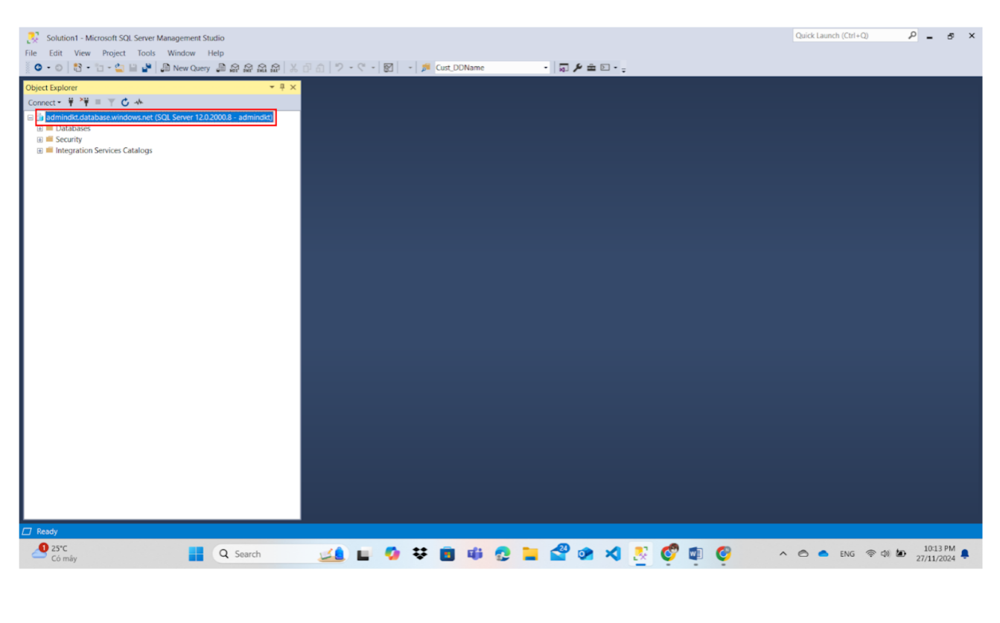 Solution1 - Microsoft SQL Server Management Studio
Quick Launch (Ctrl+Q)
File Edit View Project Tools Window Help
New Query
Cust_DDName
Object Explorer
Connect
admindkt.database.windows.net (SQL Server 12.0.2000.8 - admindkt)
Databases
Security
Integration Services Catalogs
Ready
1
25°C
Có mây
Search
24
ENG
10:13 PM
27/11/2024